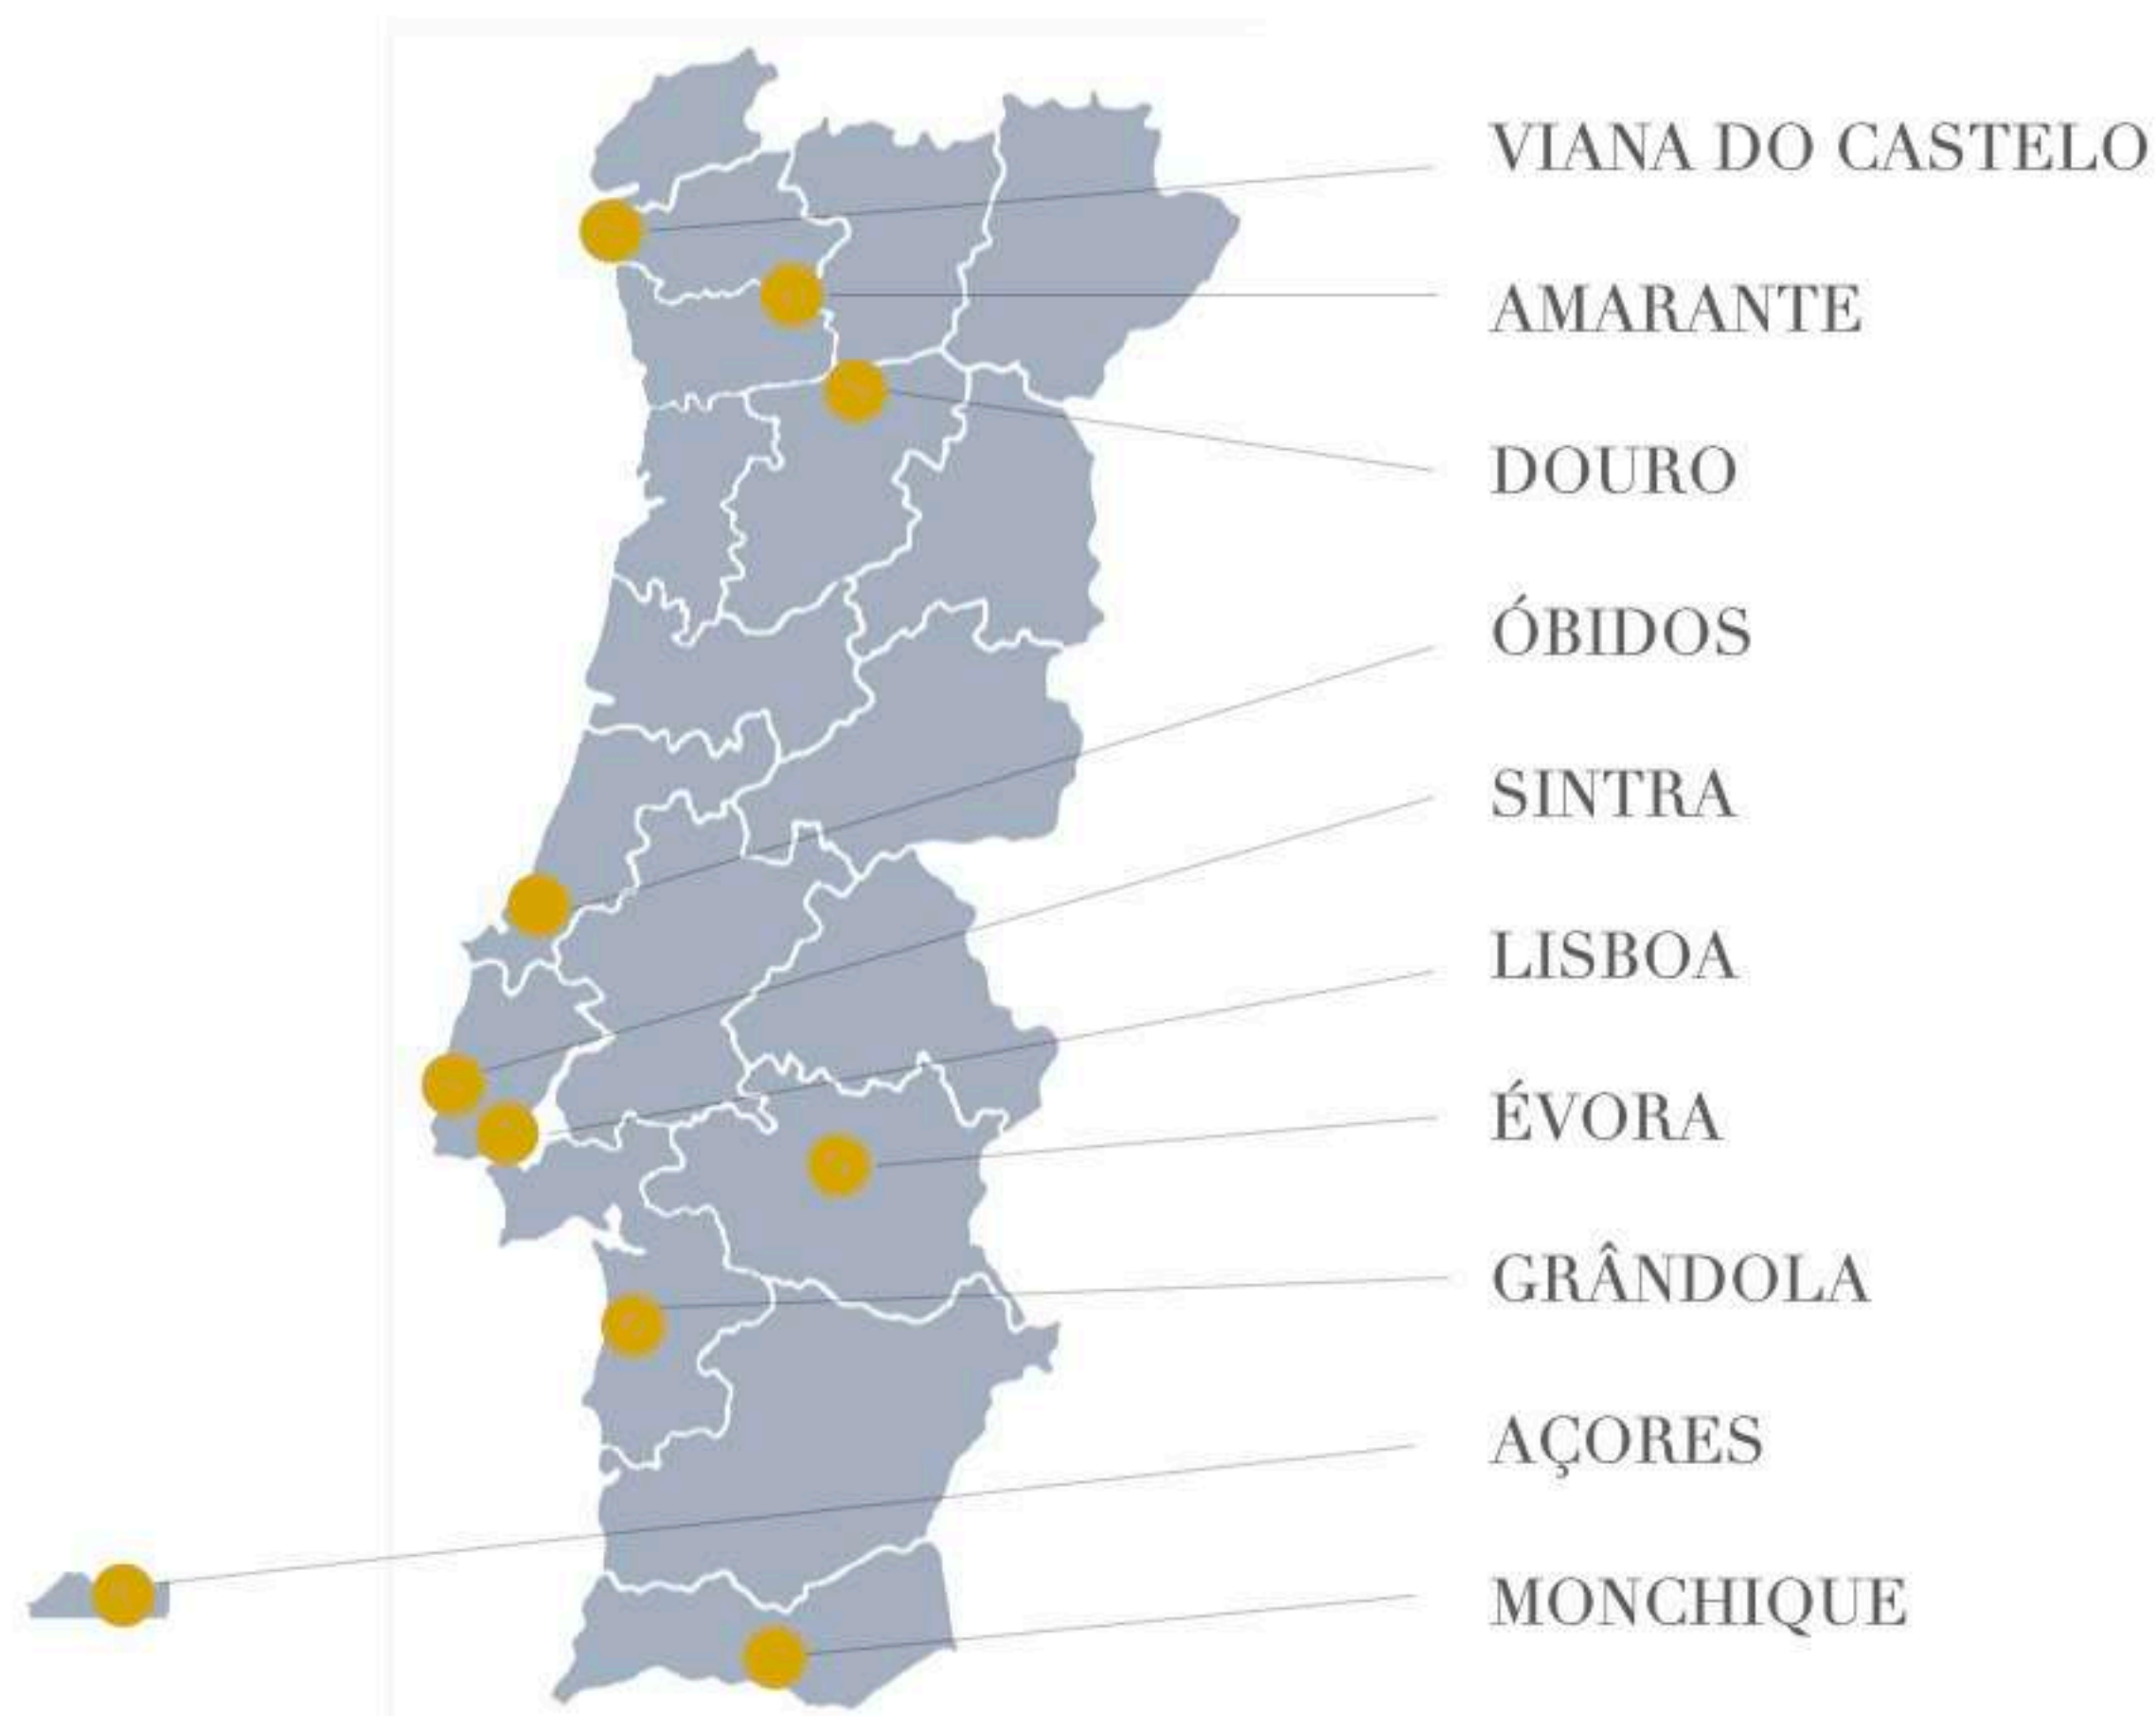 VIANA DO CASTELO
AMARANTE
DOURO
ÓBIDOS
SINTRA
LISBOA
ÉVORA
GRÂNDOLA
AÇORES
MONCHIQUE